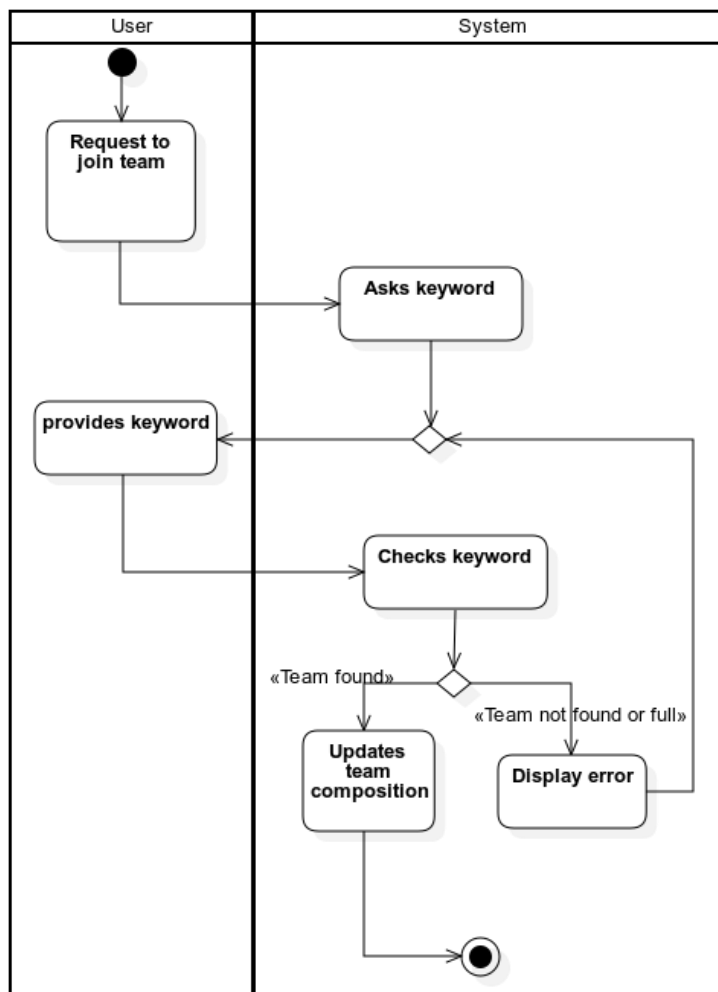 User
System
Request to
join team
Asks keyword
provides keyword
Checks keyword
«Team found»
«Team not found or full»
Updates
team
composition
Display error